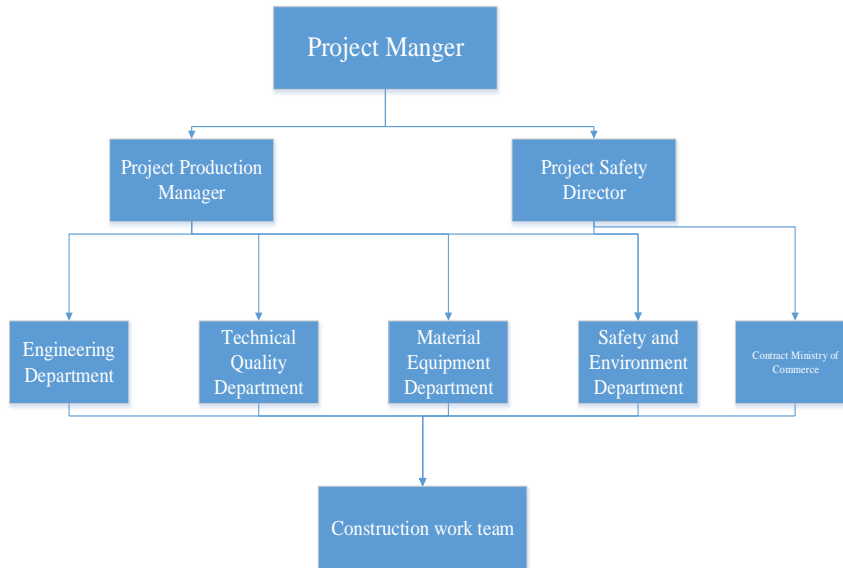 Project Manger
Project Production
Manager
Project Safety
Director
Engineering
Department
Technical
Quality
Department
Material
Equipment
Department
Safety and
Environment
Department
Contract Ministry of
Commerce
Construction work team